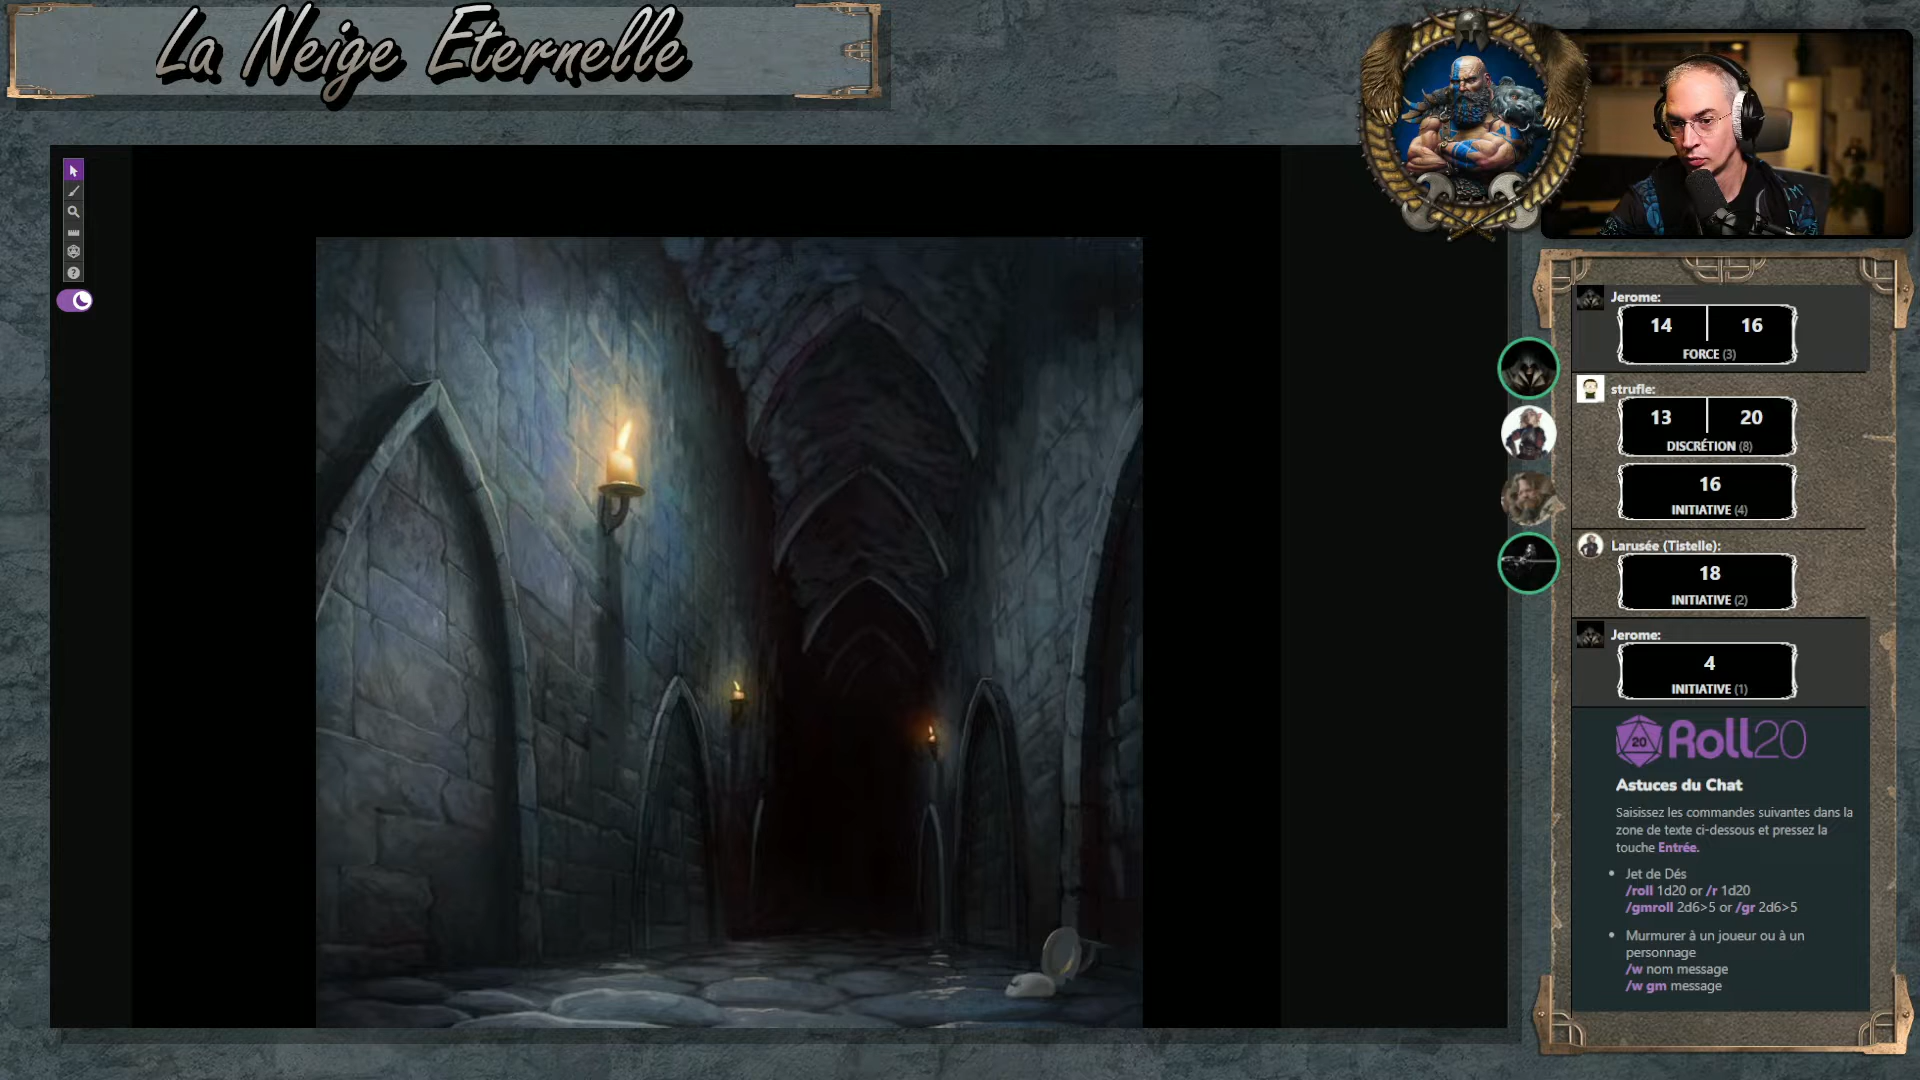 La Neige Eternelle
Jerome:
14 16
FORCE (3)
strufle:
13 20
DISCRÉTION (8)
16
INITIATIVE (4)
Larusée (Tistelle):
18
INITIATIVE (2)
Jerome:
4
INITIATIVE (1)
20 Roll20
Astuces du Chat
Saisissez les commandes suivantes dans la
zone de texte ci-dessous et pressez la
touche Entrée.
• Jet de Dés
/roll 1d20 or /r 1d20
/gmroll 2d6>5 or /gr 2d6>5
• Murmurer à un joueur ou à un
personnage
/w nom message
/w gm message